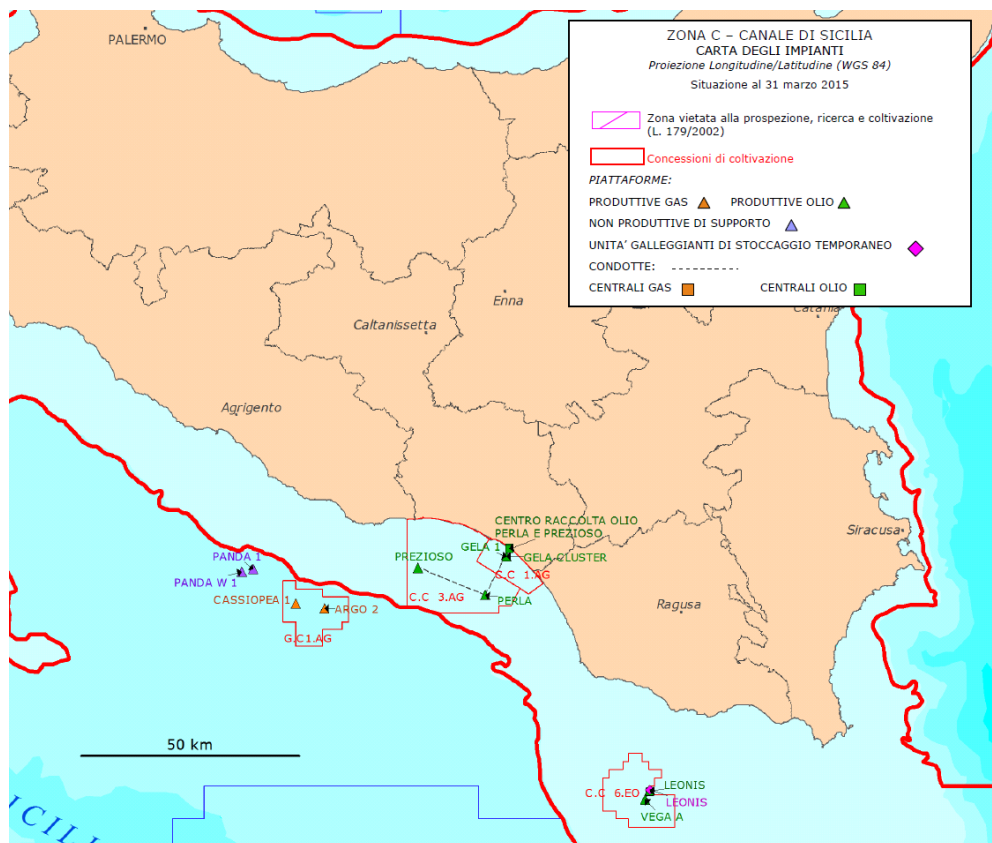 ZONA C – CANALE DI SICILIA
CARTA DEGLI IMPIANTI
Proiezione Longitudine/Latitudine (WGS 84)
Situazione al 31 marzo 2015
Zona vietata alla prospezione, ricerca e coltivazione
(L. 179/2002)
Concessioni di coltivazione
PIATTAFORME:
PRODUTTIVE GAS
PRODUTTIVE OLIO
NON PRODUTTIVE DI SUPPORTO
UNITA' GALLEGGIANTI DI STOCCAGGIO TEMPORANEO
CONDOTTE:
CENTRALI GAS
CENTRALI OLIO
PALERMO
Enna
Catania
Caltanissetta
Agrigento
CENTRO RACCOLTA OLIO
PERLA E PREZIOSO
GELA 1
GELA CLUSTER
Siracusa
PANDA 1
PREZIOSO
C.C 1.AG
PANDA W 1
CASSIOPEA 1
C.C 3.AG
PERLA
Ragusa
ARGO 2
G.C1.AG
50 km
LEONIS
C.C 6.EO
LEONIS
VEGA A
ICILI